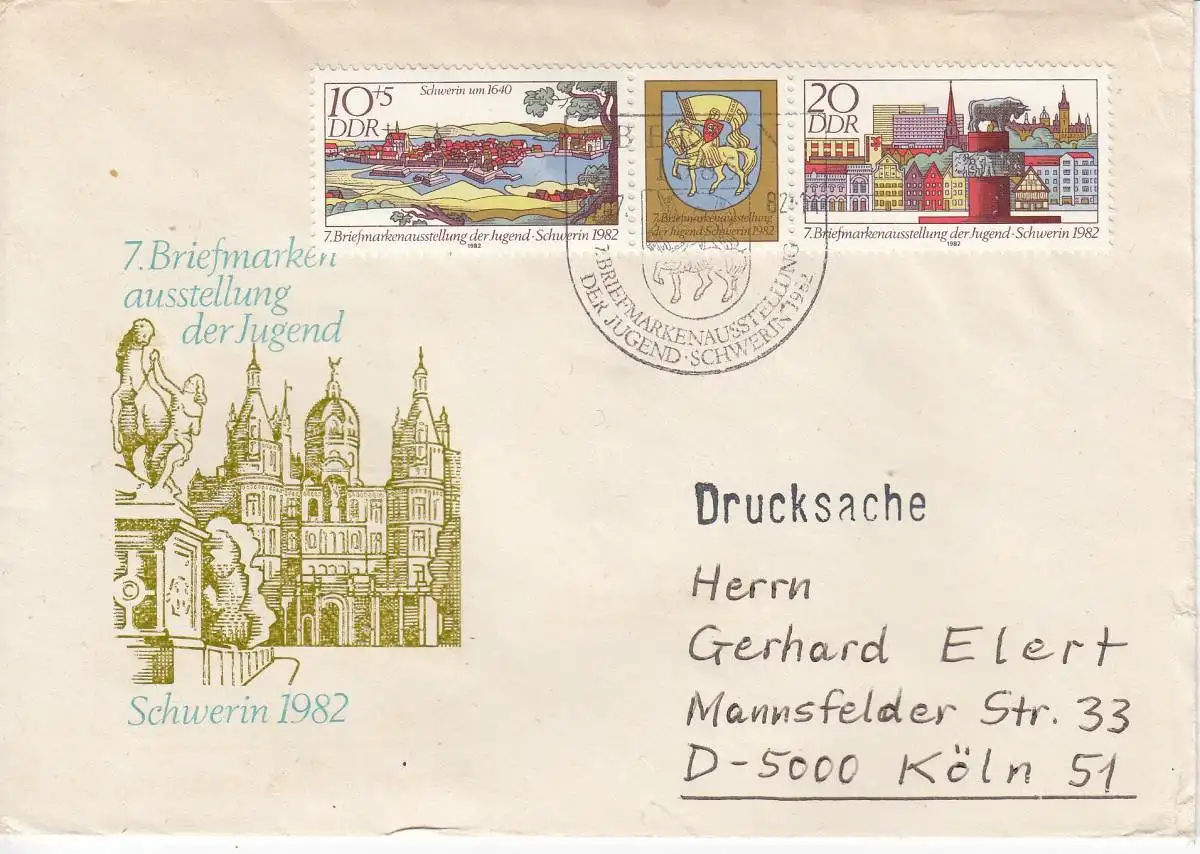 10+5
DDR
Schwerin um 1640
7. Briefmarkenausstellung der Jugend · Schwerin 1982
1982
7. Briefmarkenausstellung
der Jugend · Schwerin 1982
20
DDR
7. Briefmarkenausstellung der Jugend · Schwerin 1982
1982
7. BRIEFMARKENAUSSTELLUNG
DER JUGEND · SCHWERIN 1982
7. Briefmarken
ausstellung
der Jugend
Schwerin 1982
Drucksache
Herrn
Gerhard Elert
Mannsfelder Str. 33
D-5000 Köln 51